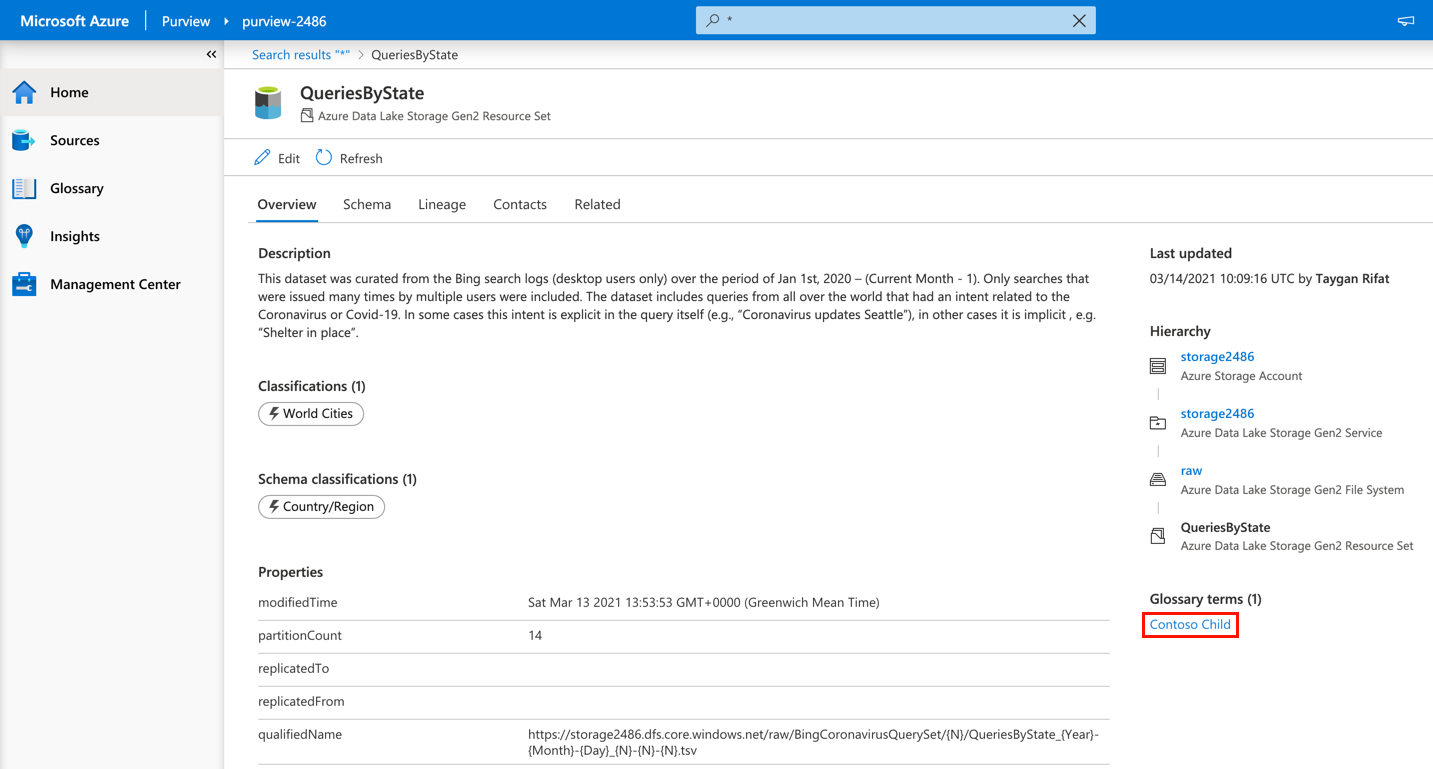 Microsoft Azure
Purview
purview-2486
*
Search results "*" > QueriesByState
Home
Sources
Glossary
Insights
Management Center
QueriesByState
Azure Data Lake Storage Gen2 Resource Set
Edit
Refresh
Overview
Schema
Lineage
Contacts
Related
Description
This dataset was curated from the Bing search logs (desktop users only) over the period of Jan 1st, 2020 – (Current Month - 1). Only searches that
were issued many times by multiple users were included. The dataset includes queries from all over the world that had an intent related to the
Coronavirus or Covid-19. In some cases this intent is explicit in the query itself (e.g., “Coronavirus updates Seattle”), in other cases it is implicit , e.g.
“Shelter in place”.
Classifications (1)
World Cities
Schema classifications (1)
Country/Region
Properties
modifiedTime Sat Mar 13 2021 13:53:53 GMT+0000 (Greenwich Mean Time)
partitionCount 14
replicatedTo
replicatedFrom
qualifiedName https://storage2486.dfs.core.windows.net/raw/BingCoronavirusQuerySet/{N}/QueriesByState_{Year}-
{Month}-{Day}_{N}-{N}-{N}.tsv
Last updated
03/14/2021 10:09:16 UTC by Taygan Rifat
Hierarchy
storage2486
Azure Storage Account
storage2486
Azure Data Lake Storage Gen2 Service
raw
Azure Data Lake Storage Gen2 File System
QueriesByState
Azure Data Lake Storage Gen2 Resource Set
Glossary terms (1)
Contoso Child